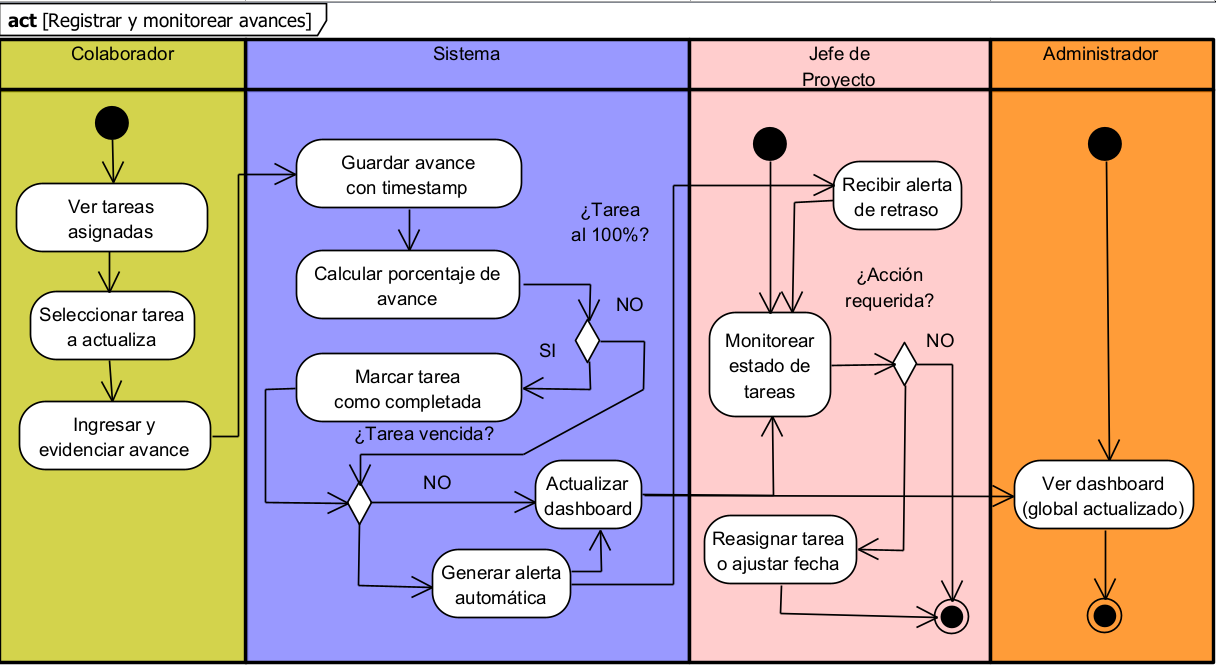 act [Registrar y monitorear avances]
Colaborador
Sistema
Jefe de
Proyecto
Administrador
Ver tareas
asignadas
Seleccionar tarea
a actualiza
Ingresar y
evidenciar avance
Guardar avance
con timestamp
¿Tarea
al 100%?
Calcular porcentaje de
avance
NO
SI
Marcar tarea
como completada
¿Tarea vencida?
NO
Actualizar
dashboard
Generar alerta
automática
Recibir alerta
de retraso
¿Acción
requerida?
Monitorear
estado de
tareas
NO
Reasignar tarea
o ajustar fecha
Ver dashboard
(global actualizado)